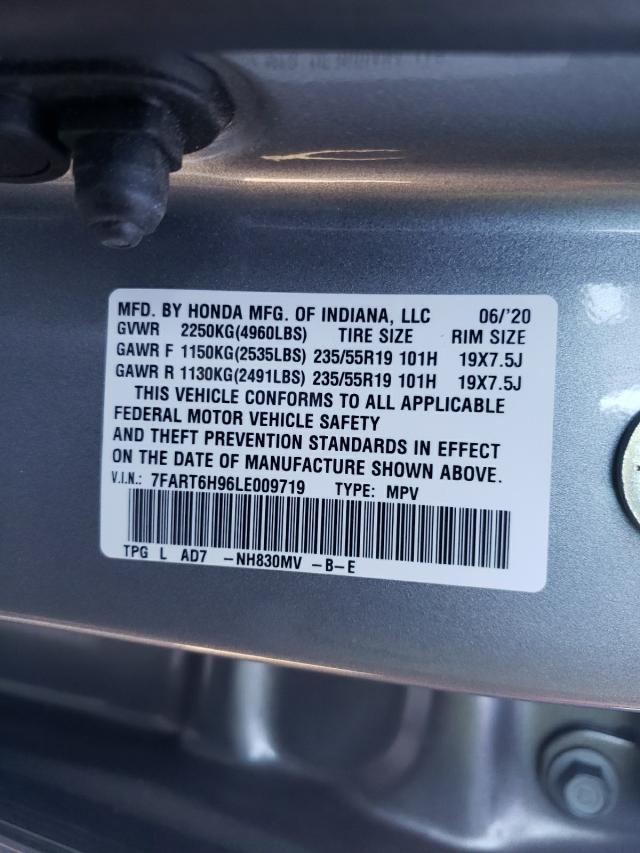 MFD. BY HONDA MFG. OF INDIANA, LLC 06/'20
GVWR 2250KG(4960LBS) TIRE SIZE RIM SIZE
GAWR F 1150KG(2535LBS) 235/55R19 101H 19X7.5J
GAWR R 1130KG(2491LBS) 235/55R19 101H 19X7.5J
THIS VEHICLE CONFORMS TO ALL APPLICABLE
FEDERAL MOTOR VEHICLE SAFETY
AND THEFT PREVENTION STANDARDS IN EFFECT
ON THE DATE OF MANUFACTURE SHOWN ABOVE.
V.I.N.: 7FART6H96LE009719 TYPE: MPV
TPG L AD7 -NH830MV -B-E